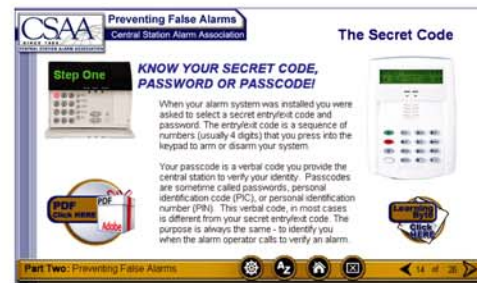 CSAA
SINCE 1950
CENTRAL STATION ALARM ASSOCIATION
Preventing False Alarms
Central Station Alarm Association
The Secret Code
Step One
KNOW YOUR SECRET CODE,
PASSWORD OR PASSCODE!
When your alarm system was installed you were
asked to select a secret entry/exit code and
password. The entry/exit code is a sequence of
numbers (usually 4 digits) that you press into the
keypad to arm or disarm your system.
Your passcode is a verbal code you provide the
central station to verify your identity. Passcodes
are sometime called passwords, personal
identification code (PIC), or personal identification
number (PIN). This verbal code, in most cases
is different from your secret entry/exit code. The
purpose is always the same - to identify you
when the alarm operator calls to verify an alarm.
PDF
Click HERE
PDF
Adobe
Learning
Byte
Click
HERE
Part Two: Preventing False Alarms
AZ
14 of 26